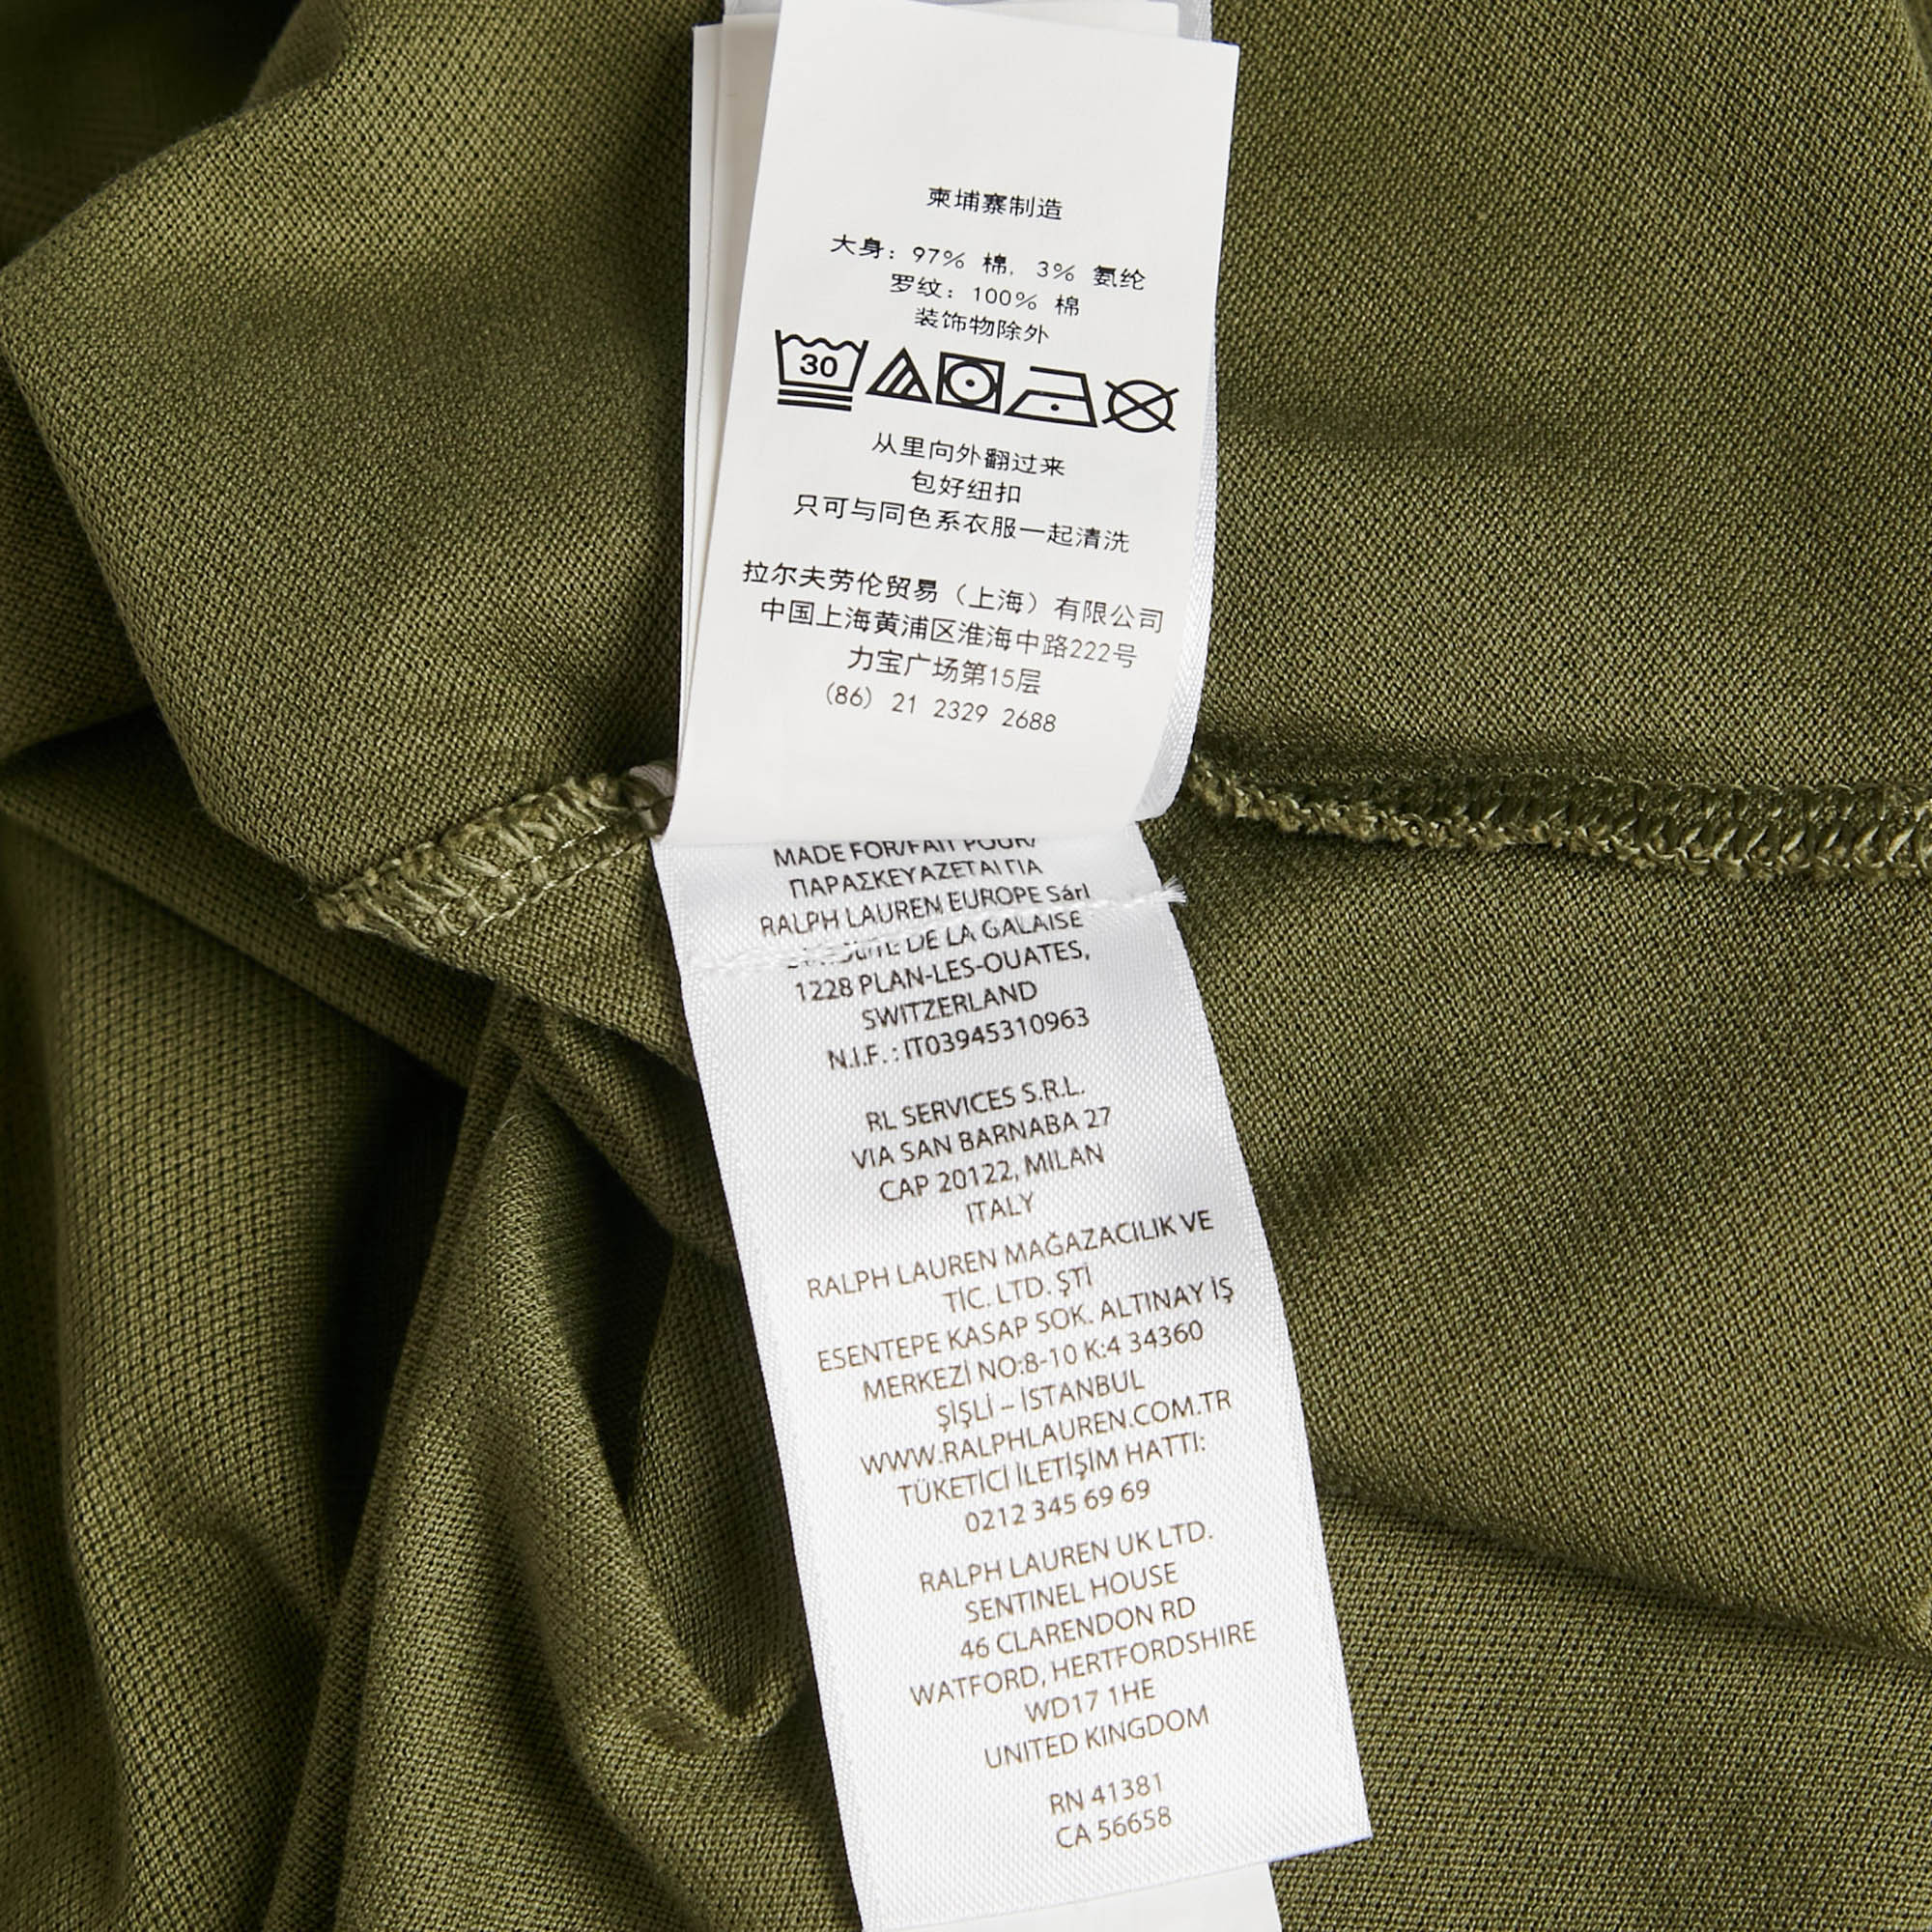 柬埔寨制造
大身: 97% 棉, 3% 氨纶
罗纹: 100% 棉
装饰物除外
30
从里向外翻过来
包好纽扣
只可与同色系衣服一起清洗
拉尔夫劳伦贸易（上海）有限公司
中国上海黄浦区淮海中路222号
力宝广场第15层
(86) 21 2329 2688
MADE FOR/FAIT POUR/
ΠΑΡΑΣΚΕΥΑΖΕΤΑΙ ΓΙΑ
RALPH LAUREN EUROPE Sárl
DE LA GALAISE
1228 PLAN-LES-OUATES,
SWITZERLAND
N.I.F. : IT03945310963
RL SERVICES S.R.L.
VIA SAN BARNABA 27
CAP 20122, MILAN
ITALY
RALPH LAUREN MAĞAZACILIK VE
TİC. LTD. ŞTİ
ESENTEPE KASAP SOK. ALTINAY İŞ
MERKEZİ NO:8-10 K:4 34360
ŞİŞLİ – İSTANBUL
WWW.RALPHLAUREN.COM.TR
TÜKETİCİ İLETİŞİM HATTI:
0212 345 69 69
RALPH LAUREN UK LTD.
SENTINEL HOUSE
46 CLARENDON RD
WATFORD, HERTFORDSHIRE
WD17 1HE
UNITED KINGDOM
RN 41381
CA 56658